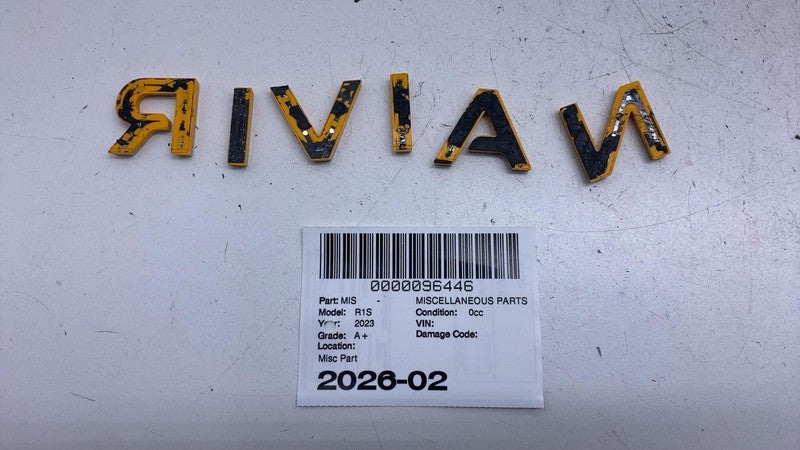 RIVIAN
0000096446
Part: MIS - MISCELLANEOUS PARTS
Model: R1S Condition: 0cc
Year: 2023 VIN:
Grade: A+ Damage Code:
Location:
Misc Part
2026-02